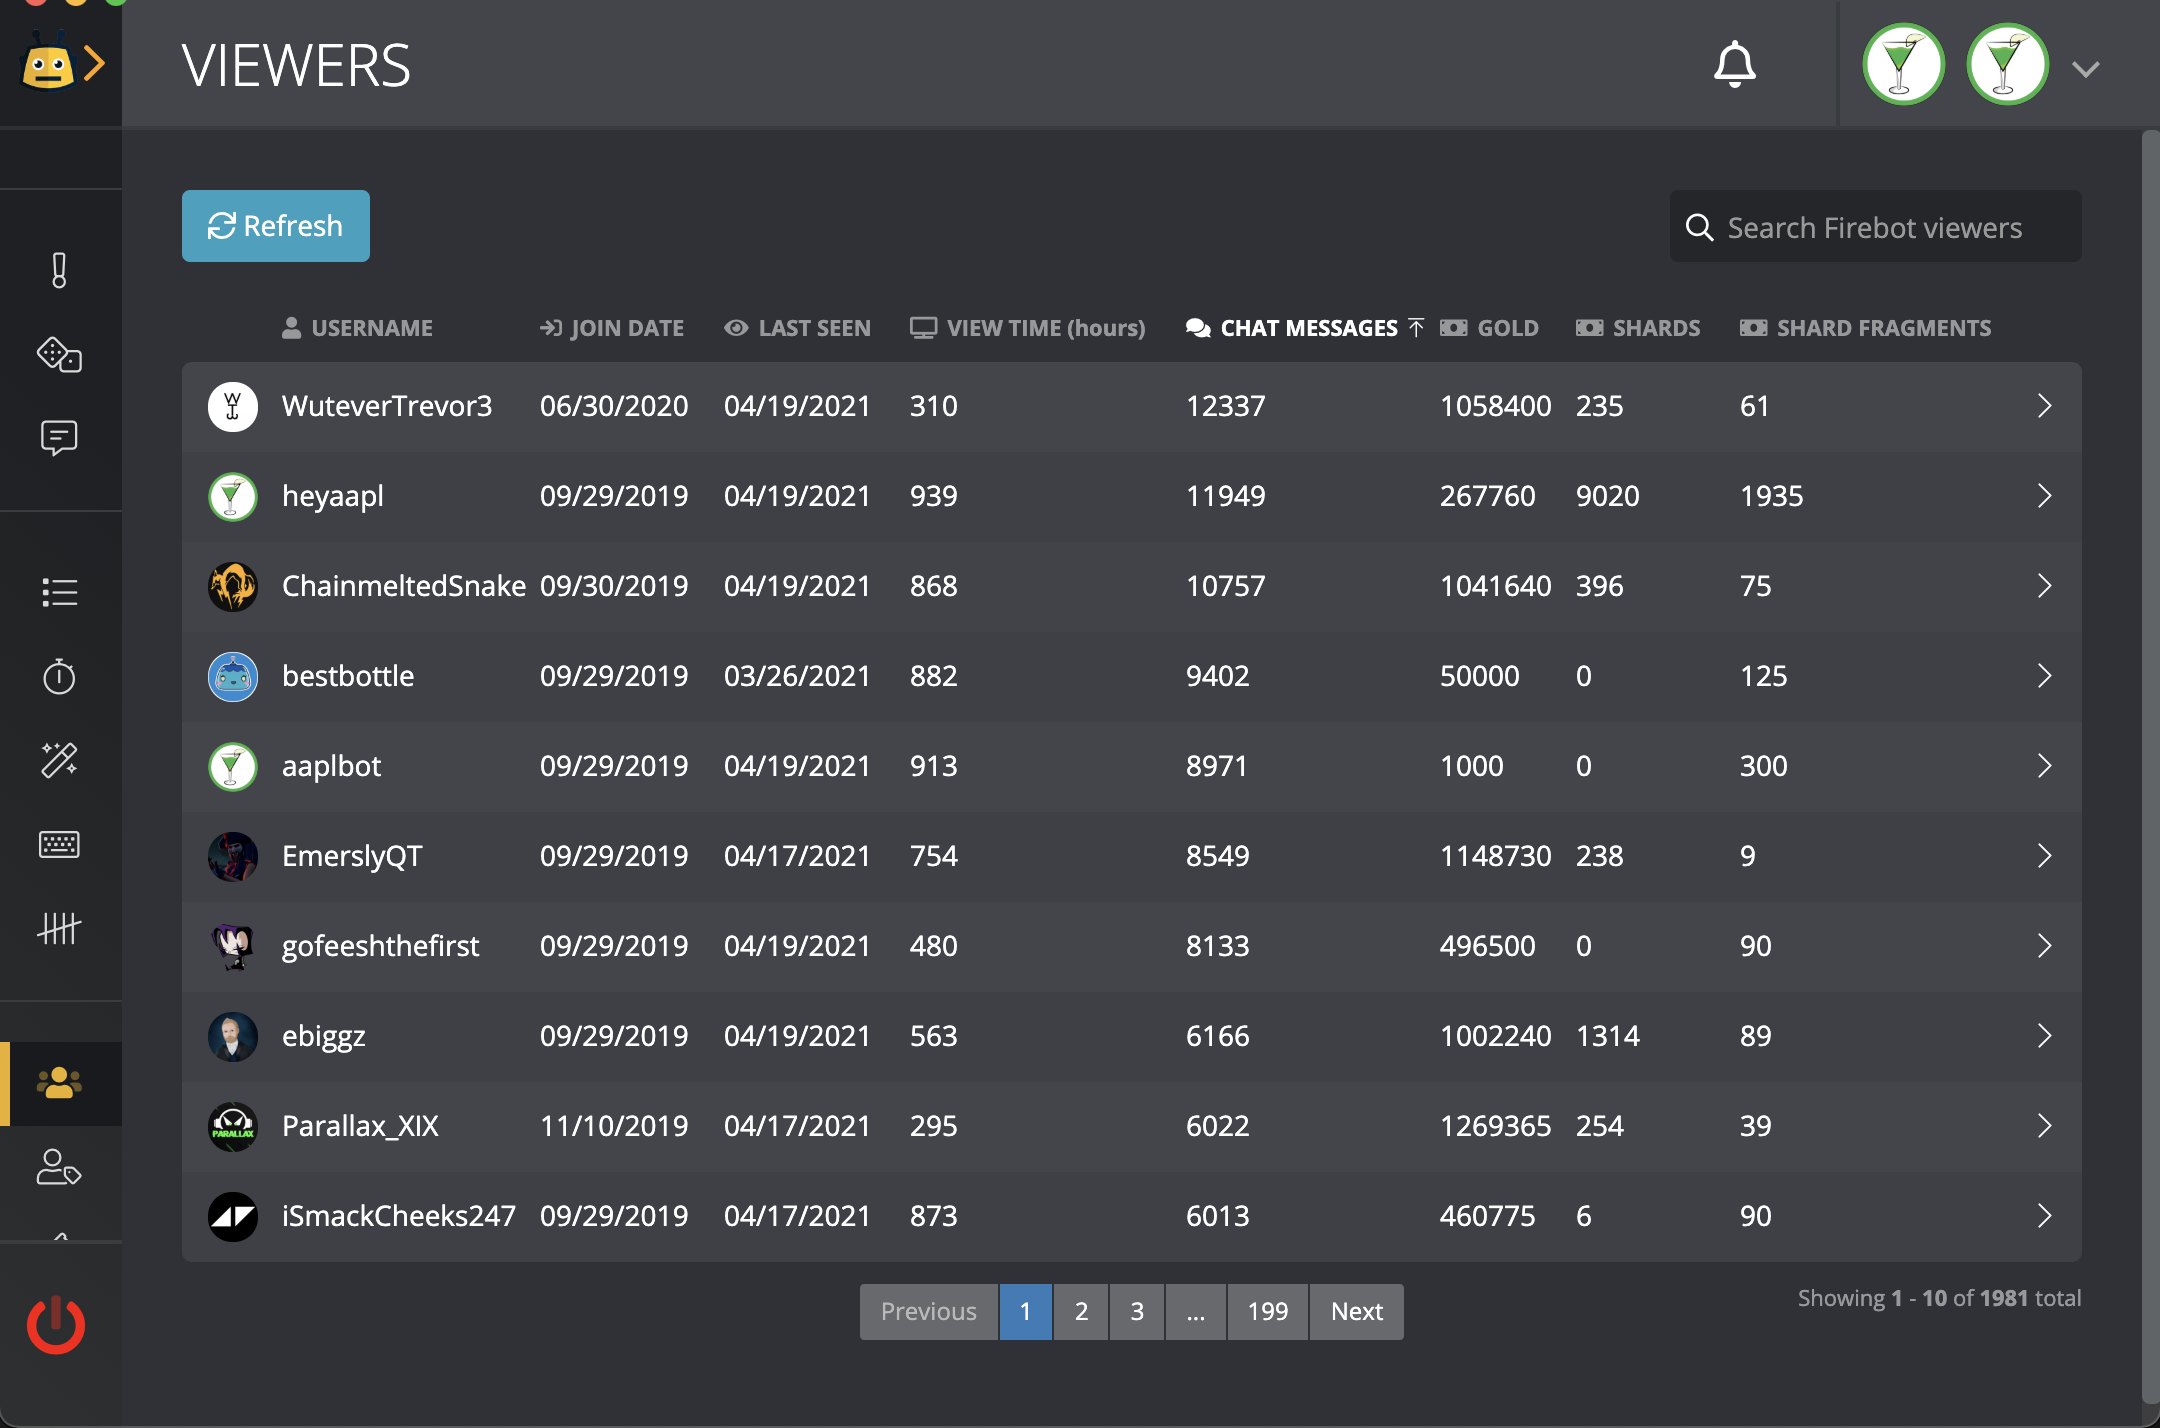 VIEWERS
Refresh
Search Firebot viewers
USERNAME JOIN DATE LAST SEEN VIEW TIME (hours) CHAT MESSAGES GOLD SHARDS SHARD FRAGMENTS
WuteverTrevor3 06/30/2020 04/19/2021 310 12337 1058400 235 61
heyaapl 09/29/2019 04/19/2021 939 11949 267760 9020 1935
ChainmeltedSnake 09/30/2019 04/19/2021 868 10757 1041640 396 75
bestbottle 09/29/2019 03/26/2021 882 9402 50000 0 125
aaplbot 09/29/2019 04/19/2021 913 8971 1000 0 300
EmerslyQT 09/29/2019 04/17/2021 754 8549 1148730 238 9
gofeeshthefirst 09/29/2019 04/19/2021 480 8133 496500 0 90
ebiggz 09/29/2019 04/19/2021 563 6166 1002240 1314 89
PARALLAX
Parallax_XIX 11/10/2019 04/17/2021 295 6022 1269365 254 39
iSmackCheeks247 09/29/2019 04/17/2021 873 6013 460775 6 90
Previous 1 2 3 ... 199 Next
Showing 1 - 10 of 1981 total